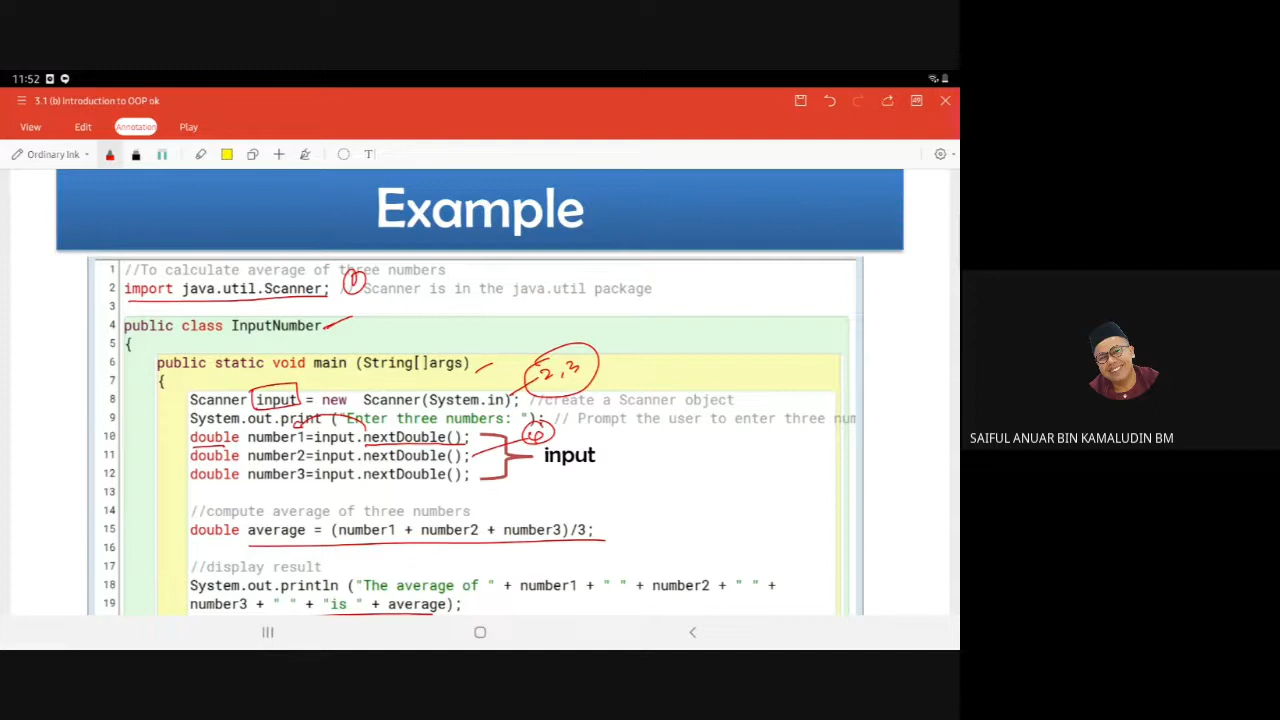 11:52
3.1 (b) Introduction to OOP ok
View Edit Annotation Play
Ordinary Ink T
Example
1 //To calculate average of three numbers
2 import java.util.Scanner; // Scanner is in the java.util package
1
3
4 public class InputNumber
5 {
6 public static void main (String[]args)
2,3
7 {
8 Scanner input = new Scanner(System.in); //create a Scanner object
9 System.out.print ("Enter three numbers: "); // Prompt the user to enter three num
10 double number1=input.nextDouble();
11 double number2=input.nextDouble();
input
12 double number3=input.nextDouble();
13
14 //compute average of three numbers
15 double average = (number1 + number2 + number3)/3;
16
17 //display result
18 System.out.println ("The average of " + number1 + " " + number2 + " " +
19 number3 + " " + "is " + average);
SAIFUL ANUAR BIN KAMALUDIN BM